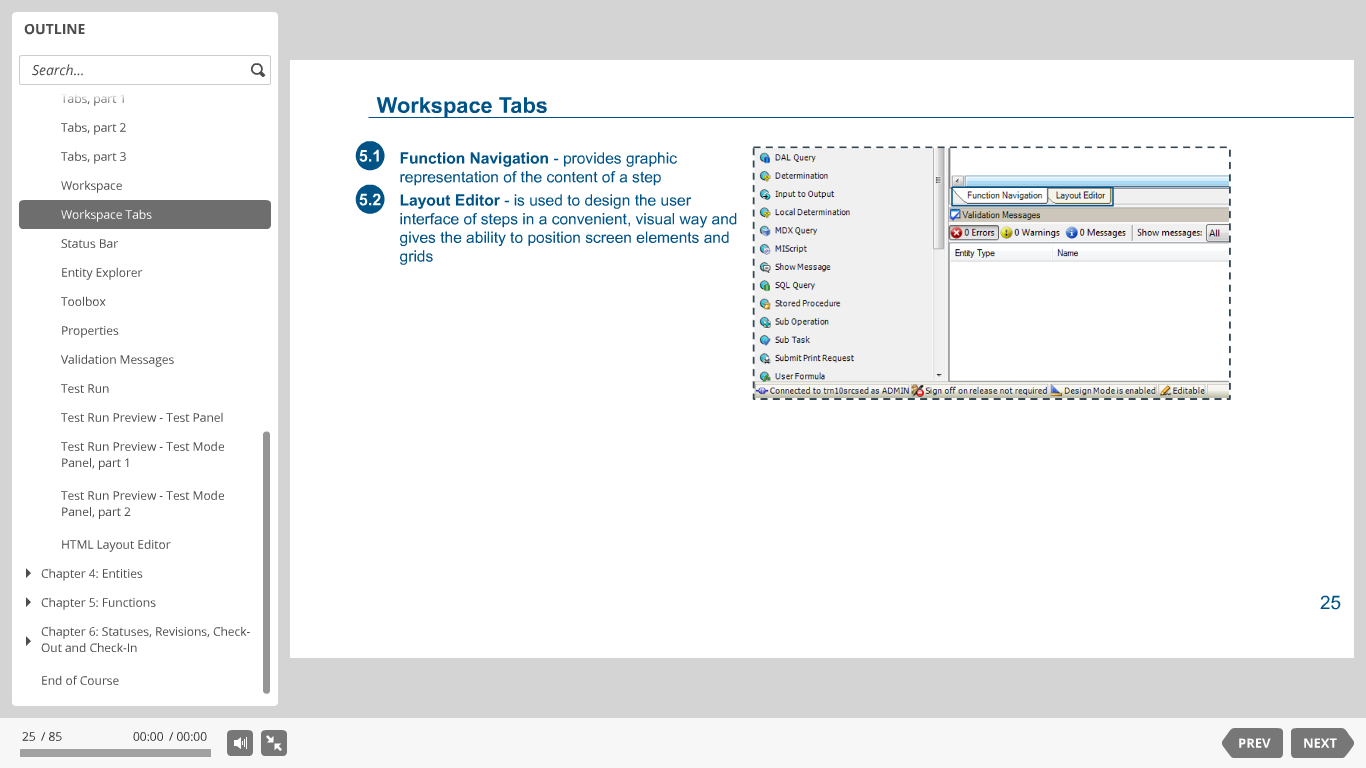 OUTLINE
Search...
Tabs, part 1
Tabs, part 2
Tabs, part 3
Workspace
Workspace Tabs
Status Bar
Entity Explorer
Toolbox
Properties
Validation Messages
Test Run
Test Run Preview - Test Panel
Test Run Preview - Test Mode
Panel, part 1
Test Run Preview - Test Mode
Panel, part 2
HTML Layout Editor
Chapter 4: Entities
Chapter 5: Functions
Chapter 6: Statuses, Revisions, Check-
Out and Check-In
End of Course
Workspace Tabs
5.1 Function Navigation - provides graphic
representation of the content of a step
5.2 Layout Editor - is used to design the user
interface of steps in a convenient, visual way and
gives the ability to position screen elements and
grids
DAL Query
Determination
Input to Output
Local Determination
MDX Query
MIScript
Show Message
SQL Query
Stored Procedure
Sub Operation
Sub Task
Submit Print Request
User Formula
Function Navigation Layout Editor
Validation Messages
0 Errors 0 Warnings 0 Messages Show messages: All
Entity Type Name
Connected to trn10srcsed as ADMIN Sign off on release not required Design Mode is enabled Editable
25
25 / 85 00:00 / 00:00
PREV NEXT